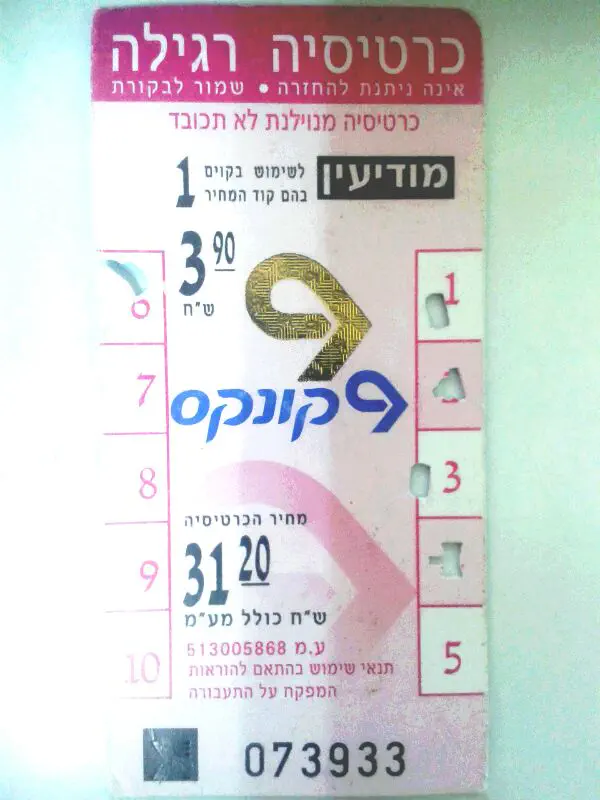 כרטיסיה רגילה
אינה ניתנת להחזרה • שמור לבקורת
כרטיסיה מנוילנת לא תכובד
מודיעין
לשימוש בקוים
בהם קוד המחיר
1
3 90
ש"ח
קונקס
1
3
5
6
7
8
9
10
מחיר הכרטיסיה
31 20
ש"ח כולל מע"מ
ע.מ 513005868
תנאי שימוש בהתאם להוראות
המפקח על התעבורה
073933